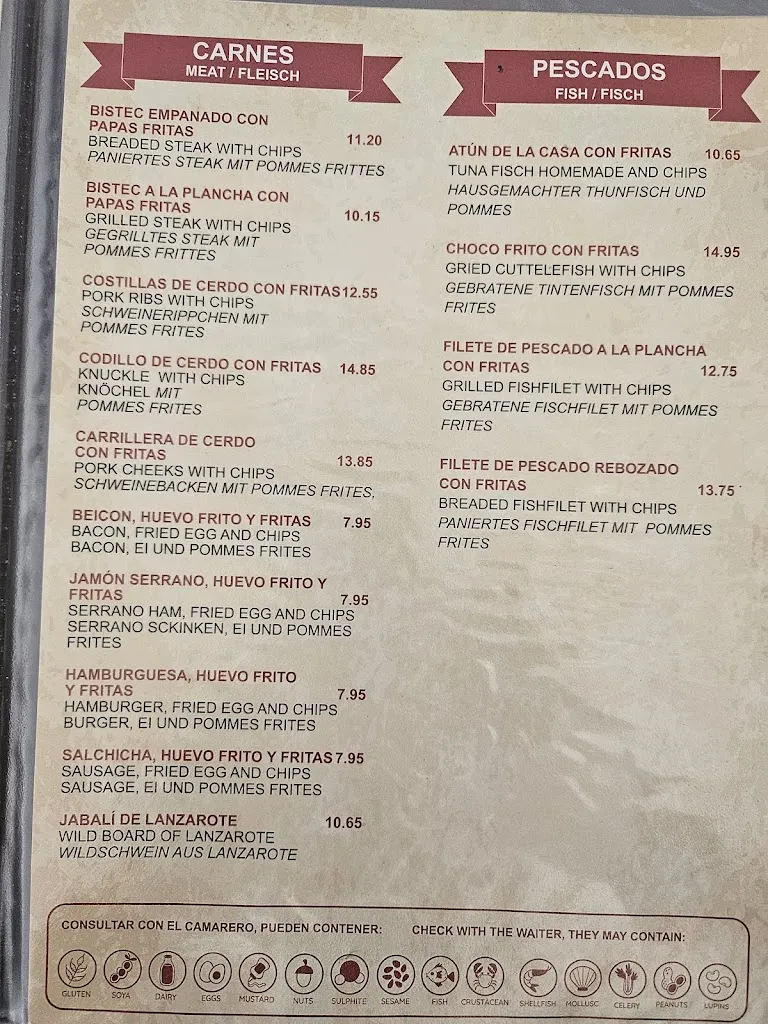 CARNES
MEAT / FLEISCH
BISTEC EMPANADO CON
PAPAS FRITAS 11.20
BREADED STEAK WITH CHIPS
PANIERTES STEAK MIT POMMES FRITTES
BISTEC A LA PLANCHA CON
PAPAS FRITAS 10.15
GRILLED STEAK WITH CHIPS
GEGRILLTES STEAK MIT
POMMES FRITTES
COSTILLAS DE CERDO CON FRITAS 12.55
PORK RIBS WITH CHIPS
SCHWEINERIPPCHEN MIT
POMMES FRITES
CODILLO DE CERDO CON FRITAS 14.85
KNUCKLE WITH CHIPS
KNÖCHEL MIT
POMMES FRITES
CARRILLERA DE CERDO
CON FRITAS 13.85
PORK CHEEKS WITH CHIPS
SCHWEINEBACKEN MIT POMMES FRITES,
BEICON, HUEVO FRITO Y FRITAS 7.95
BACON, FRIED EGG AND CHIPS
BACON, EI UND POMMES FRITES
JAMÓN SERRANO, HUEVO FRITO Y
FRITAS 7.95
SERRANO HAM, FRIED EGG AND CHIPS
SERRANO SCKINKEN, EI UND POMMES
FRITES
HAMBURGUESA, HUEVO FRITO
Y FRITAS 7.95
HAMBURGER, FRIED EGG AND CHIPS
BURGER, EI UND POMMES FRITES
SALCHICHA, HUEVO FRITO Y FRITAS 7.95
SAUSAGE, FRIED EGG AND CHIPS
SAUSAGE, EI UND POMMES FRITES
JABALÍ DE LANZAROTE 10.65
WILD BOARD OF LANZAROTE
WILDSCHWEIN AUS LANZAROTE
PESCADOS
FISH / FISCH
ATÚN DE LA CASA CON FRITAS 10.65
TUNA FISCH HOMEMADE AND CHIPS
HAUSGEMACHTER THUNFISCH UND
POMMES
CHOCO FRITO CON FRITAS 14.95
GRIED CUTTELEFISH WITH CHIPS
GEBRATENE TINTENFISCH MIT POMMES
FRITES
FILETE DE PESCADO A LA PLANCHA
CON FRITAS 12.75
GRILLED FISHFILET WITH CHIPS
GEBRATENE FISCHFILET MIT POMMES
FRITES
FILETE DE PESCADO REBOZADO
CON FRITAS 13.75
BREADED FISHFILET WITH CHIPS
PANIERTES FISCHFILET MIT POMMES
FRITES
CONSULTAR CON EL CAMARERO, PUEDEN CONTENER: CHECK WITH THE WAITER, THEY MAY CONTAIN:
GLUTEN SOYA DAIRY EGGS MUSTARD NUTS SULPHITE SESAME FISH CRUSTACEAN SHELLFISH MOLLUSC CELERY PEANUTS LUPINS